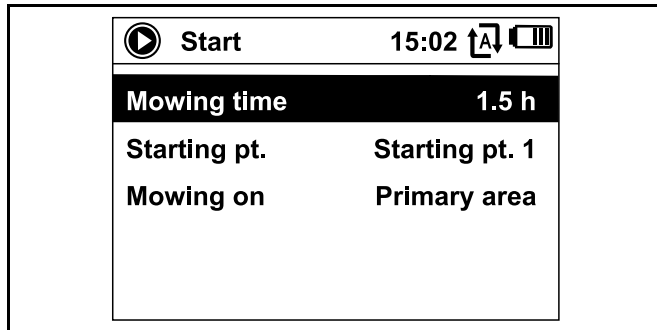 Start 15:02 A
Mowing time 1.5 h
Starting pt. Starting pt. 1
Mowing on Primary area